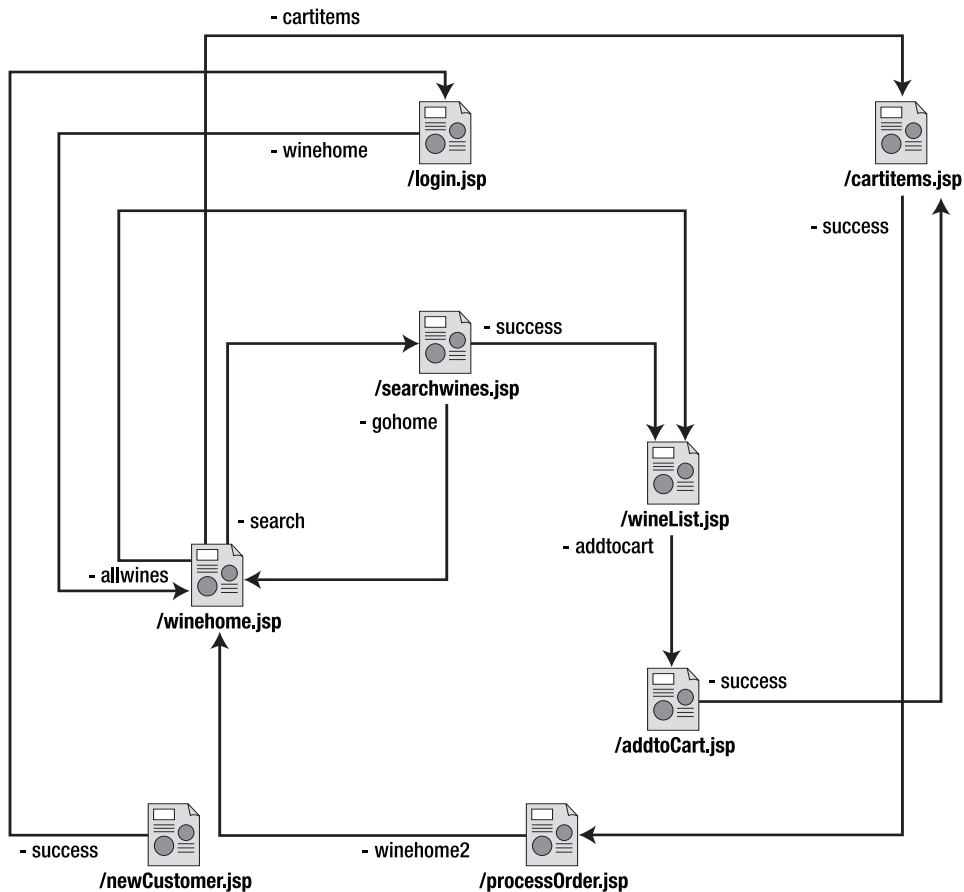 - cartitems
- winehome
/login.jsp
/cartitems.jsp
- success
- success
/searchwines.jsp
- gohome
/wineList.jsp
- search
- addtocart
- allwines
/winehome.jsp
- success
/addtoCart.jsp
- success
- winehome2
/newCustomer.jsp
/processOrder.jsp